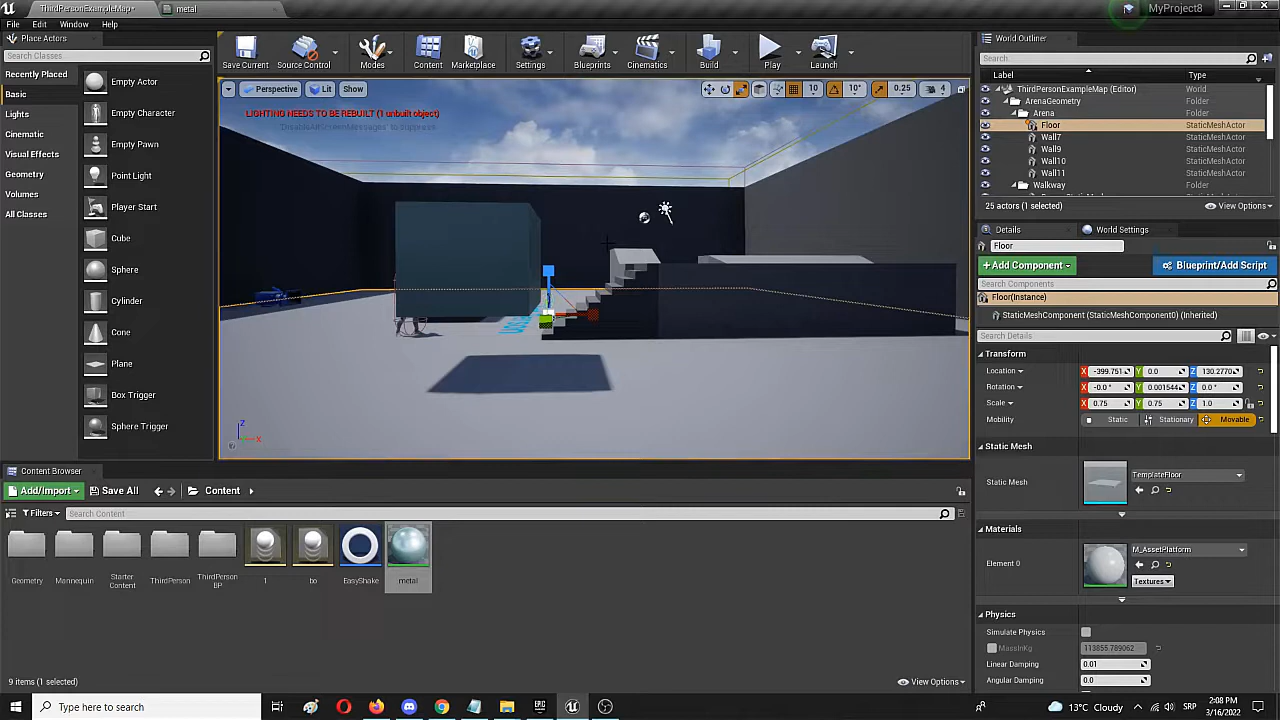 ThirdPersonExampleMap*
metal
MyProject8
File Edit Window Help
Place Actors
Search Classes
Recently Placed
Basic
Lights
Cinematic
Visual Effects
Geometry
Volumes
All Classes
Empty Actor
Empty Character
Empty Pawn
Point Light
Player Start
Cube
Sphere
Cylinder
Cone
Plane
Box Trigger
Sphere Trigger
Save Current
Source Control
Modes
Content
Marketplace
Settings
Blueprints
Cinematics
Build
Play
Launch
Perspective
Lit
Show
10
10°
0.25
4
LIGHTING NEEDS TO BE REBUILT (1 unbuilt object)
'DisableAllScreenMessages' to suppress
Z
X
World Outliner
Search...
Label Type
ThirdPersonExampleMap (Editor) World
ArenaGeometry Folder
Arena Folder
Floor StaticMeshActor
Wall7 StaticMeshActor
Wall9 StaticMeshActor
Wall10 StaticMeshActor
Wall11 StaticMeshActor
Walkway Folder
25 actors (1 selected)
View Options
Details
World Settings
Floor
+Add Component
Blueprint/Add Script
Search Components
Floor(Instance)
StaticMeshComponent (StaticMeshComponent0) (Inherited)
Search Details
Transform
Location X -399.751 Y 0.0 Z 130.2770
Rotation X -0.0 ° Y 0.001544 Z 0.0 °
Scale X 0.75 Y 0.75 Z 1.0
Mobility Static Stationary Movable
Static Mesh
Static Mesh
TemplateFloor
Materials
Element 0
M_AssetPlatform
Textures
Physics
Simulate Physics
MassInKg 113855.789062
Linear Damping 0.01
Angular Damping 0.0
Content Browser
Add/Import
Save All
Content
Filters
Search Content
Geometry
Mannequin
Starter
Content
ThirdPerson
ThirdPerson
BP
1
bo
EasyShake
metal
9 items (1 selected)
View Options
Type here to search
13°C Cloudy
SR
2:08 PM
3/16/2022